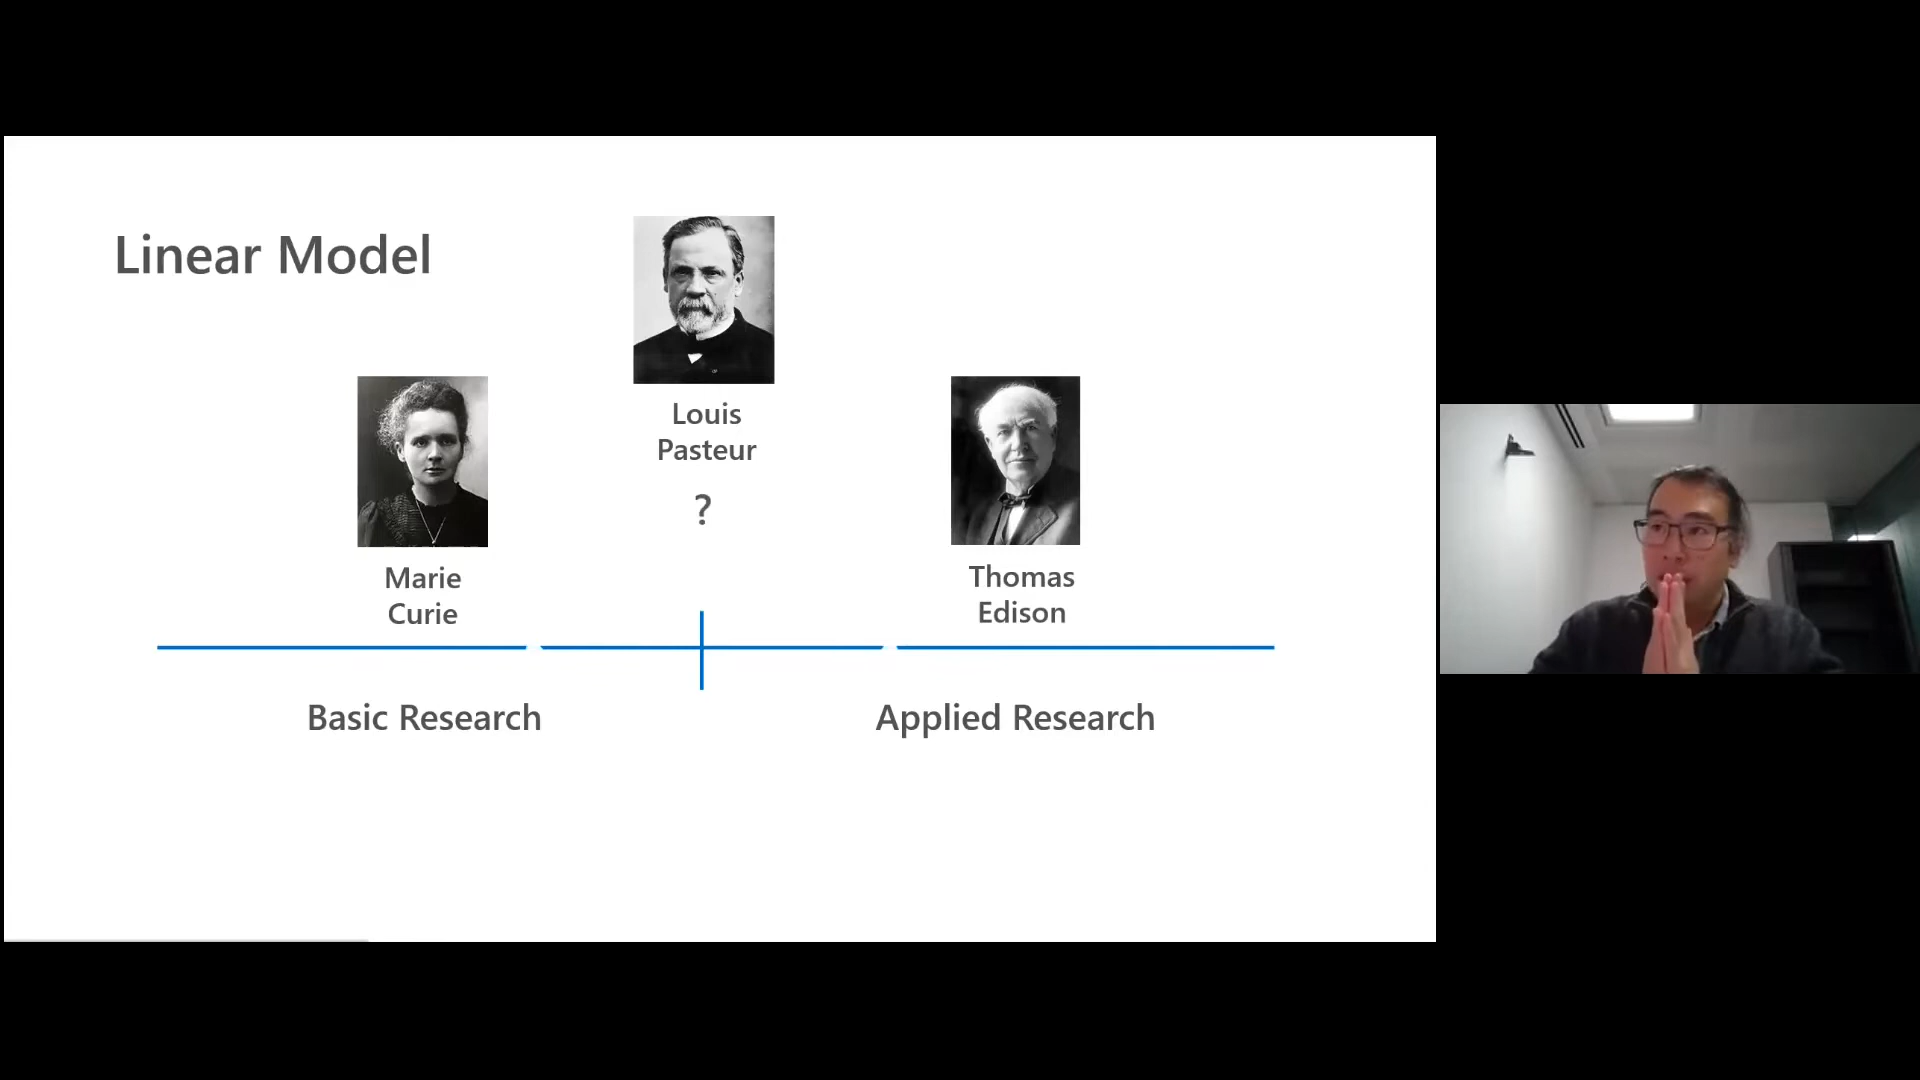 Linear Model
Louis
Pasteur
?
Marie
Curie
Thomas
Edison
Basic Research
Applied Research